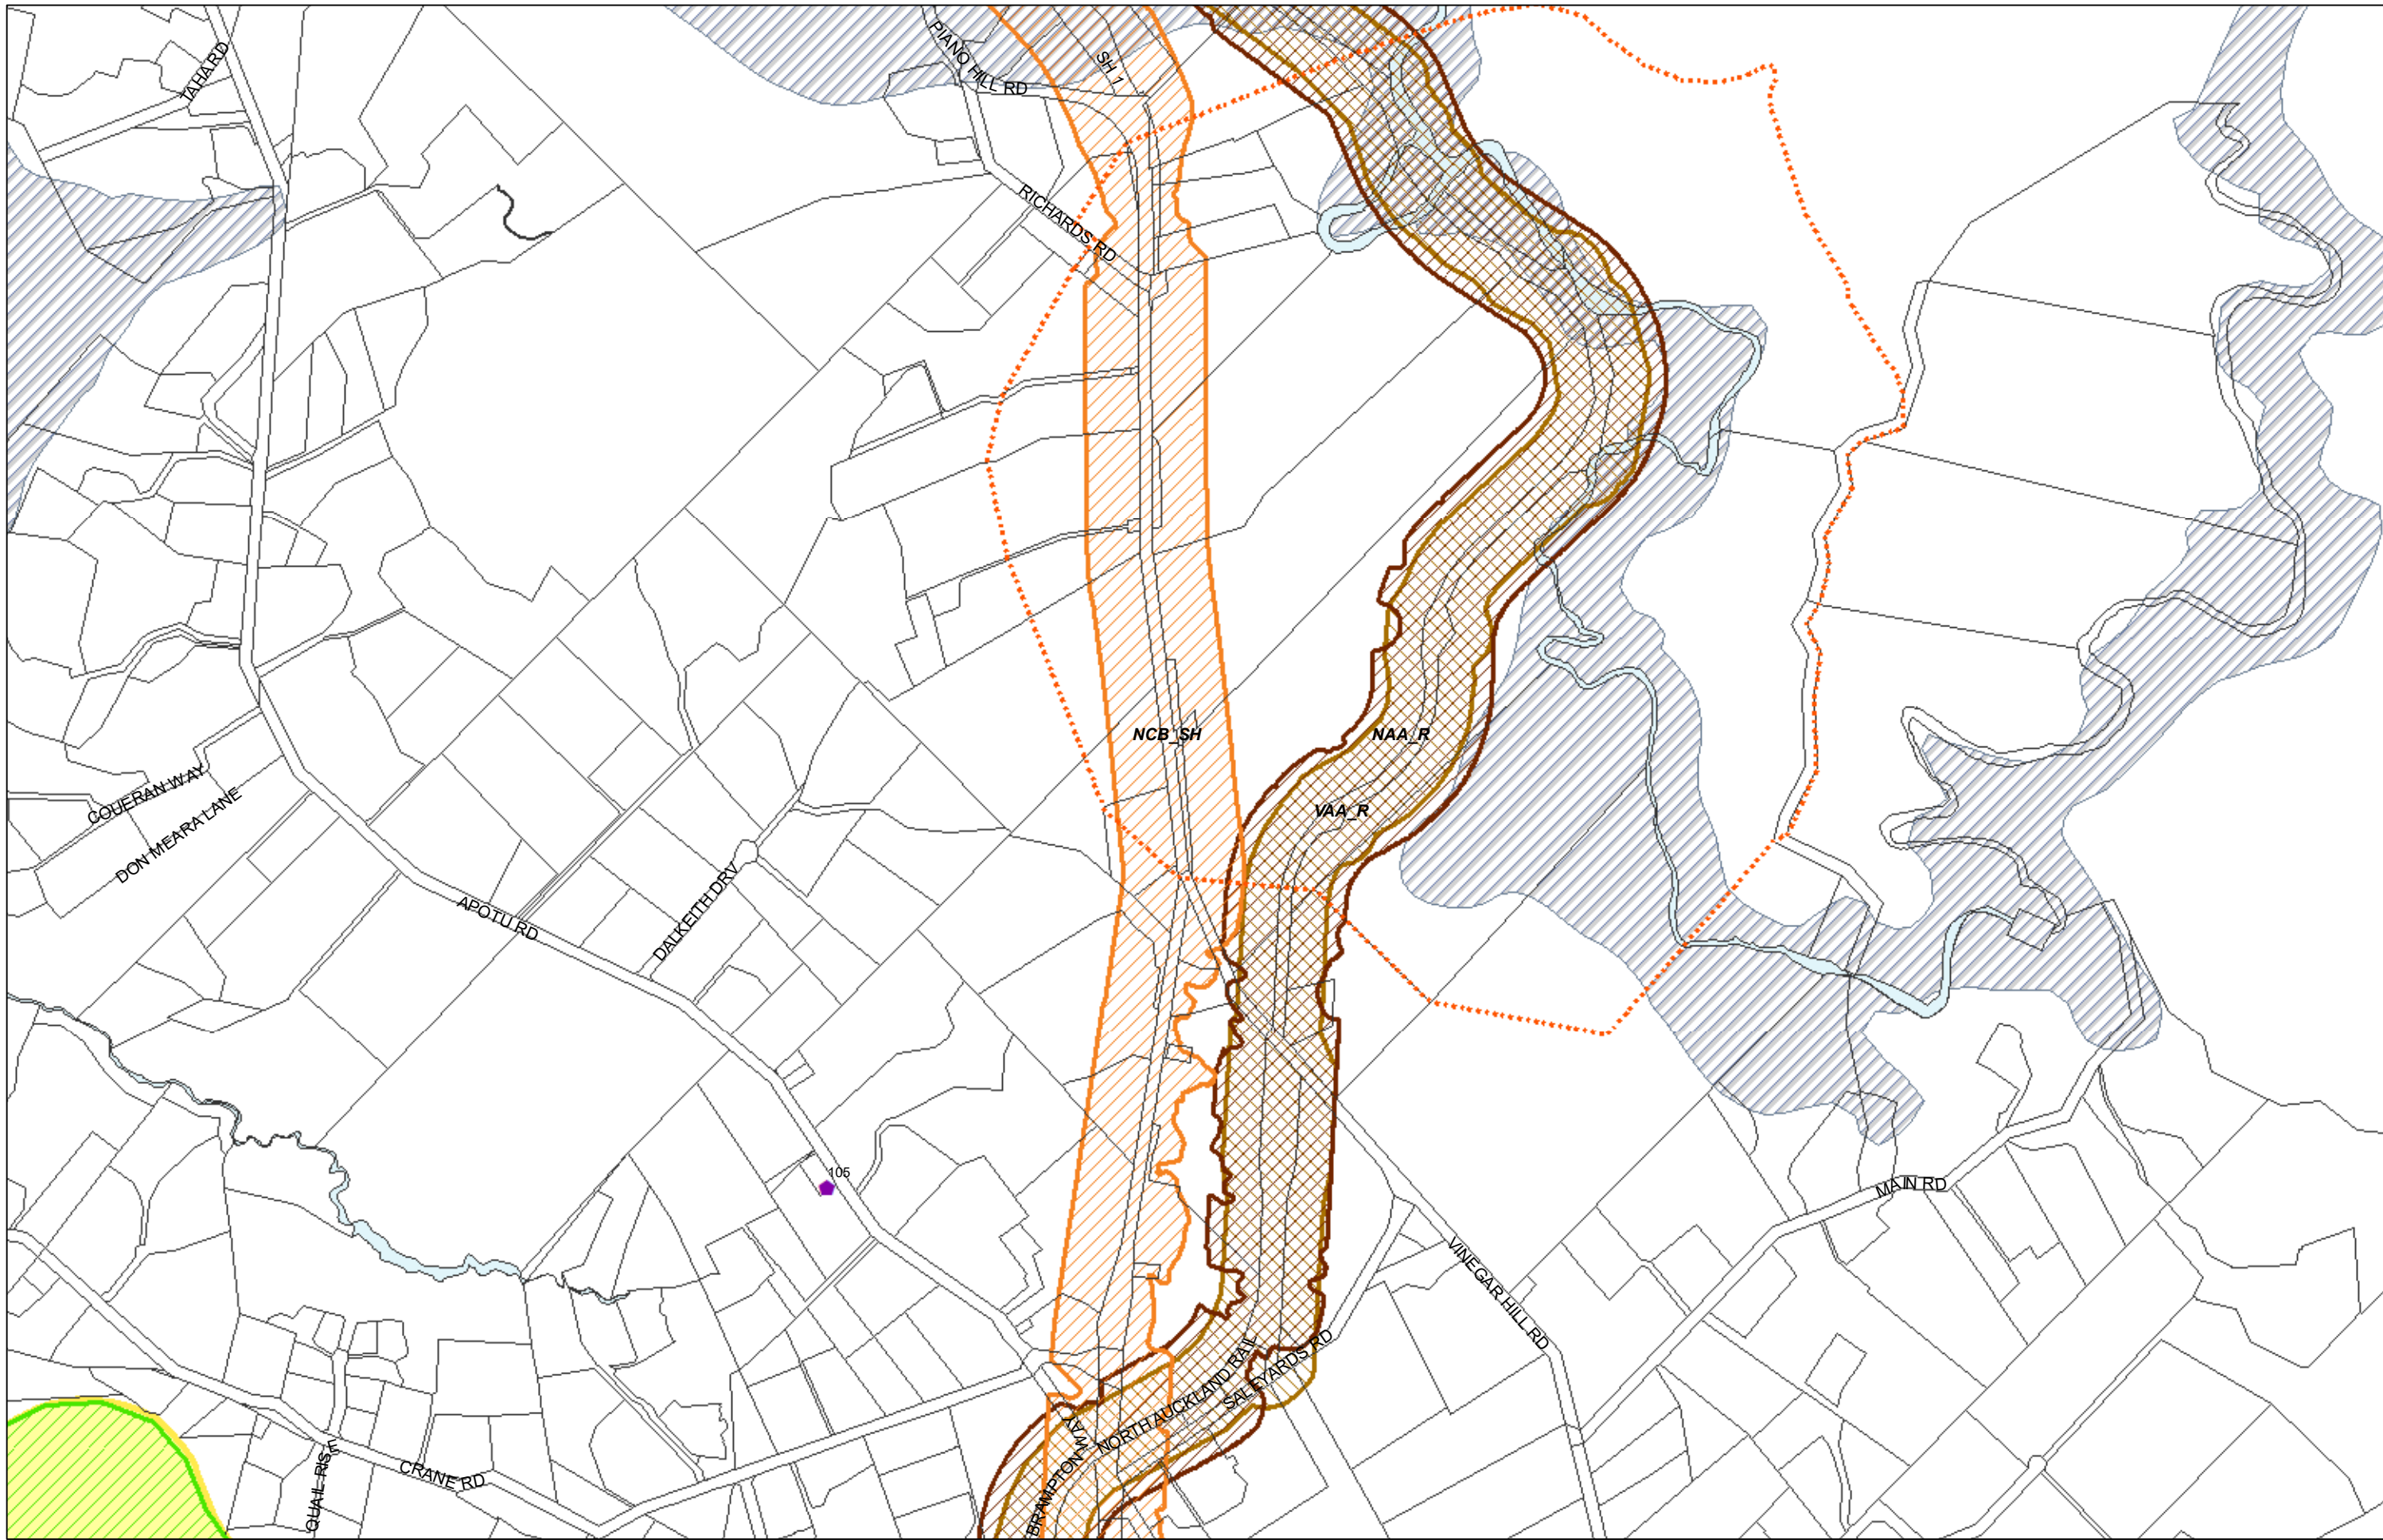 TAHA RD
PIANO HILL RD
SH 1
RICHARDS RD
NCB_SH
NAA_R
VAA_R
COUERAN WAY
DON MEARA LANE
APOTU RD
DALKEITH DRV
105
MAIN RD
VINEGAR HILL RD
NORTH AUCKLAND RAIL
SALEYARDS RD
BRAMPTON WAY
QUAIL RISE
CRANE RD